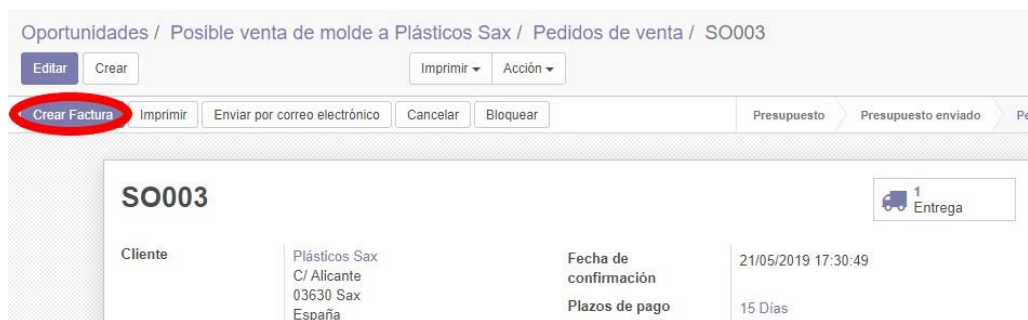 Oportunidades / Posible venta de molde a Plásticos Sax / Pedidos de venta / SO003
Editar Crear Imprimir Acción
Crear Factura Imprimir Enviar por correo electrónico Cancelar Bloquear Presupuesto Presupuesto enviado Pe
SO003
1
Entrega
Cliente
Plásticos Sax
C/ Alicante
03630 Sax
España
Fecha de
confirmación
21/05/2019 17:30:49
Plazos de pago
15 Días